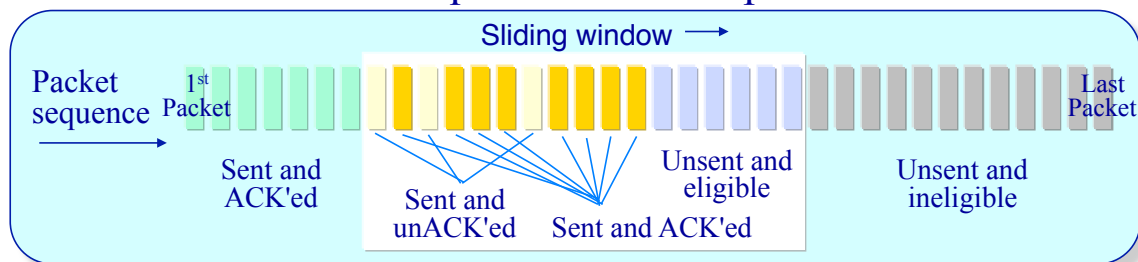 Sliding window
Packet
sequence
1st
Packet
Last
Packet
Sent and
ACK'ed
Sent and
unACK'ed
Sent and ACK'ed
Unsent and
eligible
Unsent and
ineligible